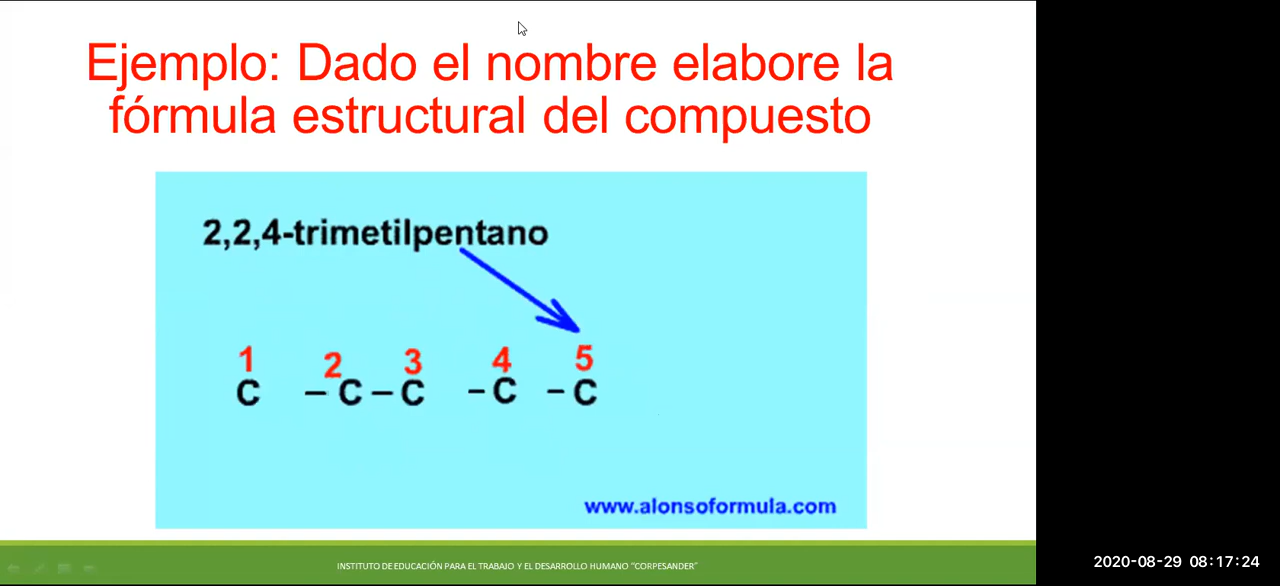 Ejemplo: Dado el nombre elabore la
fórmula estructural del compuesto
2,2,4-trimetilpentano
1 2 3 4 5
C –C–C –C –C
www.alonsoformula.com
INSTITUTO DE EDUCACIÓN PARA EL TRABAJO Y EL DESARROLLO HUMANO "CORPESANDER"
2020-08-29 08:17:24